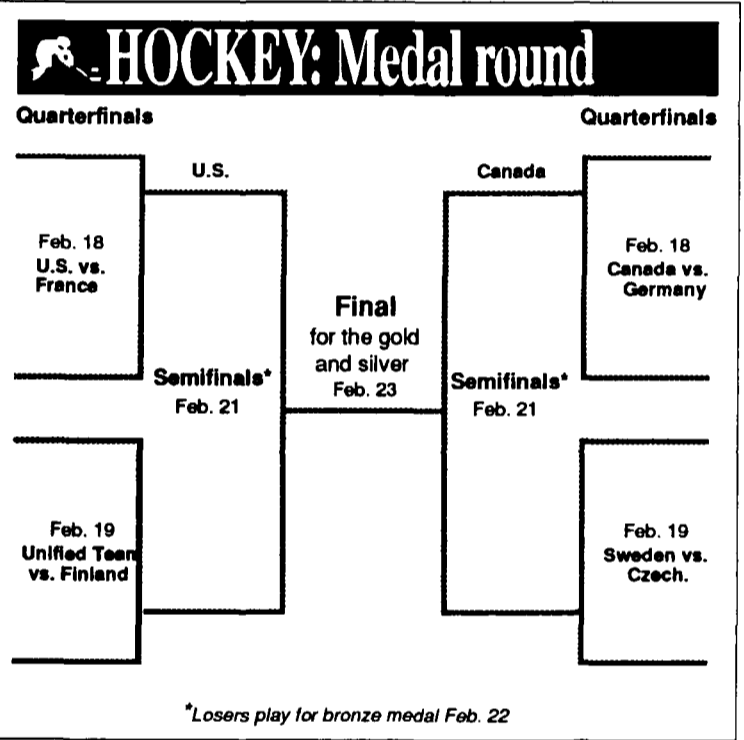 HOCKEY: Medal round
Quarterfinals
Quarterfinals
U.S.
Canada
Feb. 18
U.S. vs.
France
Feb. 18
Canada vs.
Germany
Final
for the gold
and silver
Feb. 23
Semifinals*
Feb. 21
Semifinals*
Feb. 21
Feb. 19
Unified Team
vs. Finland
Feb. 19
Sweden vs.
Czech.
*Losers play for bronze medal Feb. 22